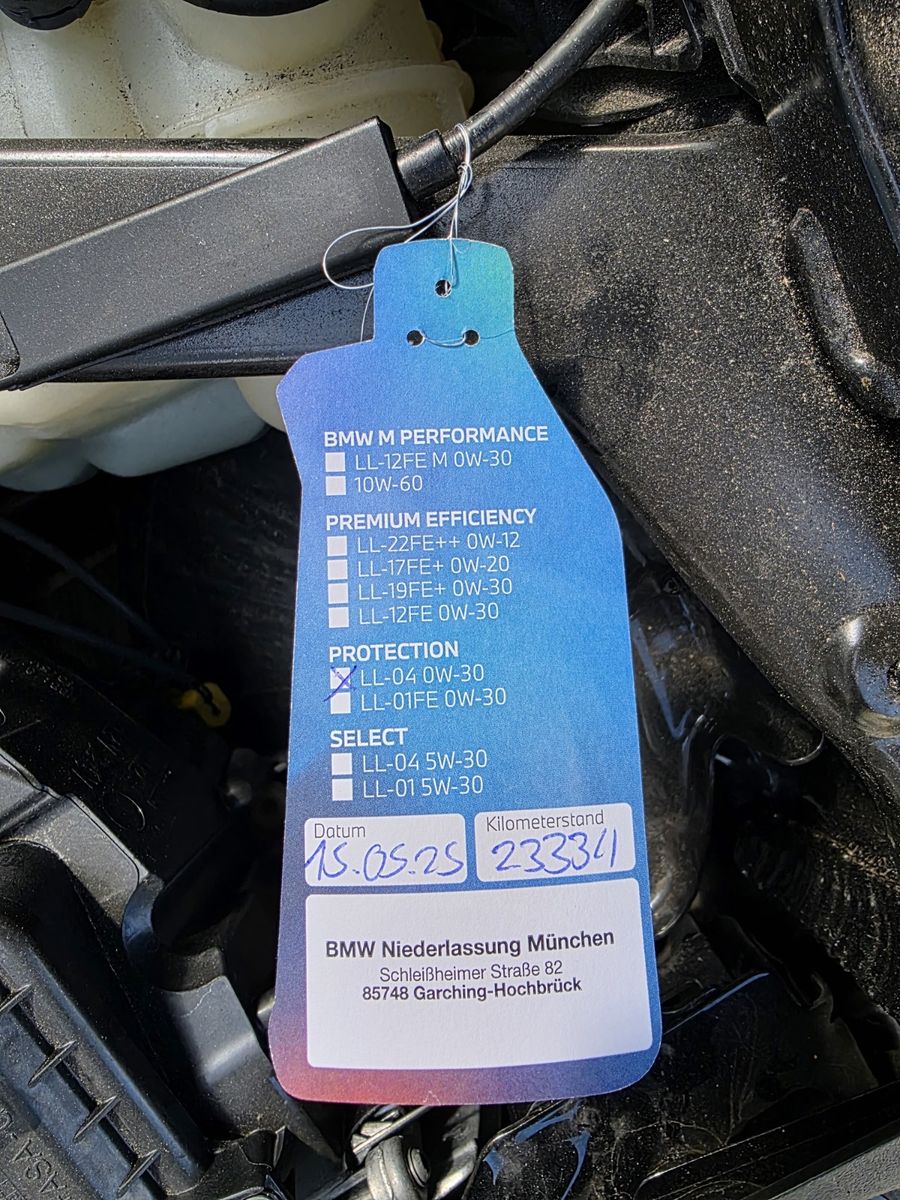 BMW M PERFORMANCE
LL-12FE M 0W-30
10W-60
PREMIUM EFFICIENCY
LL-22FE++ 0W-12
LL-17FE+ 0W-20
LL-19FE+ 0W-30
LL-12FE 0W-30
PROTECTION
LL-04 0W-30
LL-01FE 0W-30
SELECT
LL-04 5W-30
LL-01 5W-30
Datum
15.05.25
Kilometerstand
23334
BMW Niederlassung München
Schleißheimer Straße 82
85748 Garching-Hochbrück